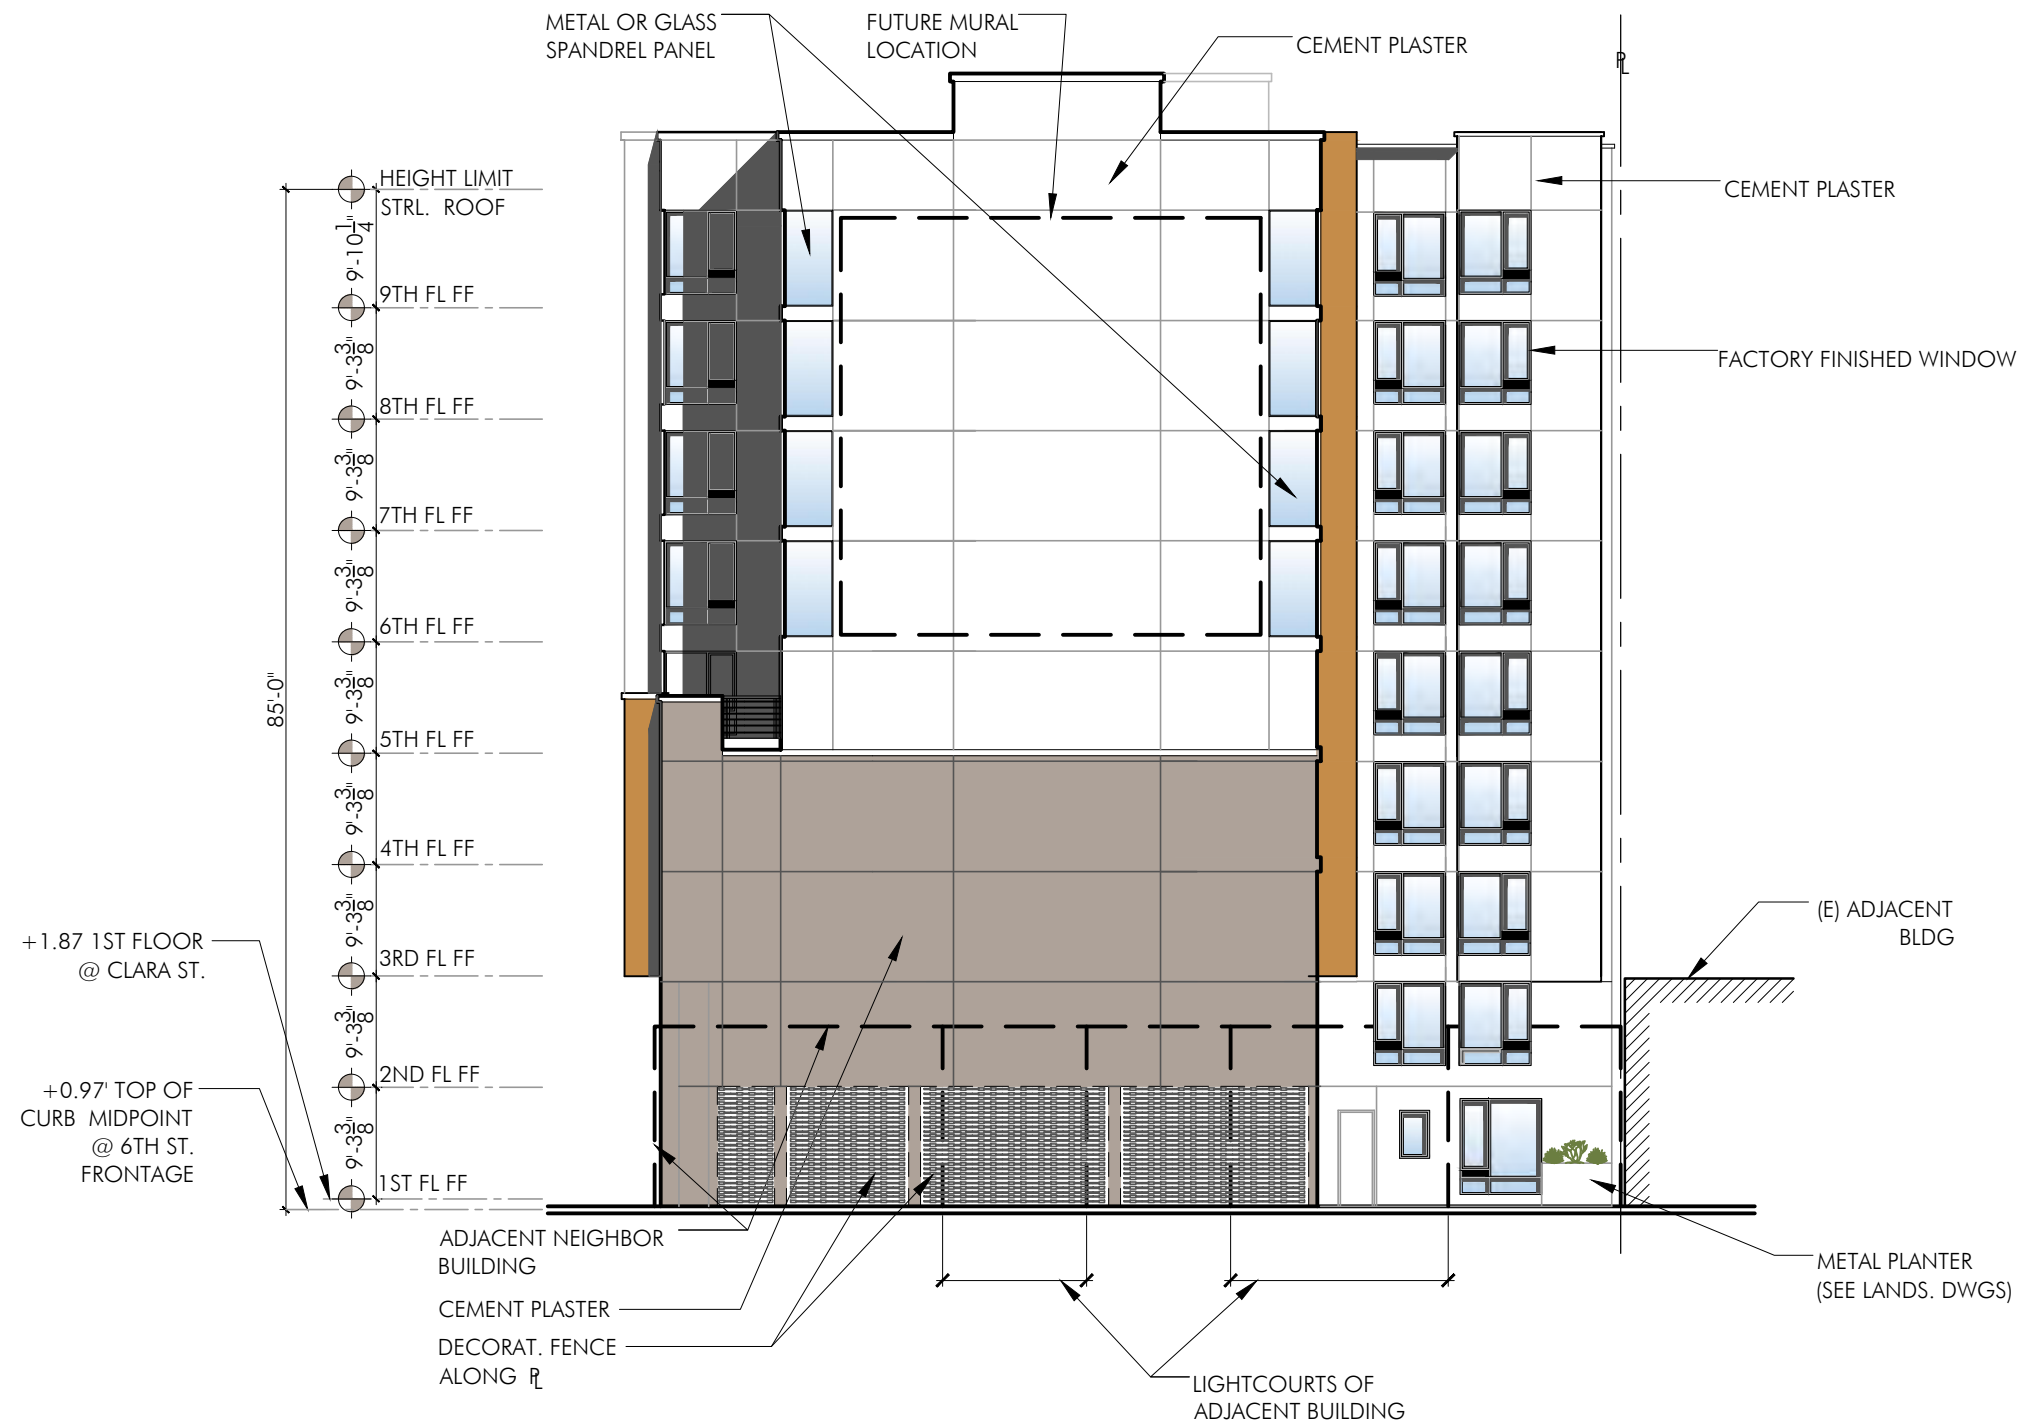 METAL OR GLASS
SPANDREL PANEL
FUTURE MURAL
LOCATION
CEMENT PLASTER
PL
HEIGHT LIMIT
STRL. ROOF
CEMENT PLASTER
9'-10 1/4"
9TH FL FF
9'-3 3/8"
FACTORY FINISHED WINDOW
8TH FL FF
9'-3 3/8"
7TH FL FF
9'-3 3/8"
6TH FL FF
9'-3 3/8"
85'-0"
5TH FL FF
9'-3 3/8"
4TH FL FF
9'-3 3/8"
(E) ADJACENT
BLDG
+1.87 1ST FLOOR
@ CLARA ST.
3RD FL FF
9'-3 3/8"
2ND FL FF
+0.97' TOP OF
CURB MIDPOINT
@ 6TH ST.
FRONTAGE
9'-3 3/8"
1ST FL FF
ADJACENT NEIGHBOR
BUILDING
METAL PLANTER
(SEE LANDS. DWGS)
CEMENT PLASTER
DECORAT. FENCE
ALONG PL
LIGHTCOURTS OF
ADJACENT BUILDING